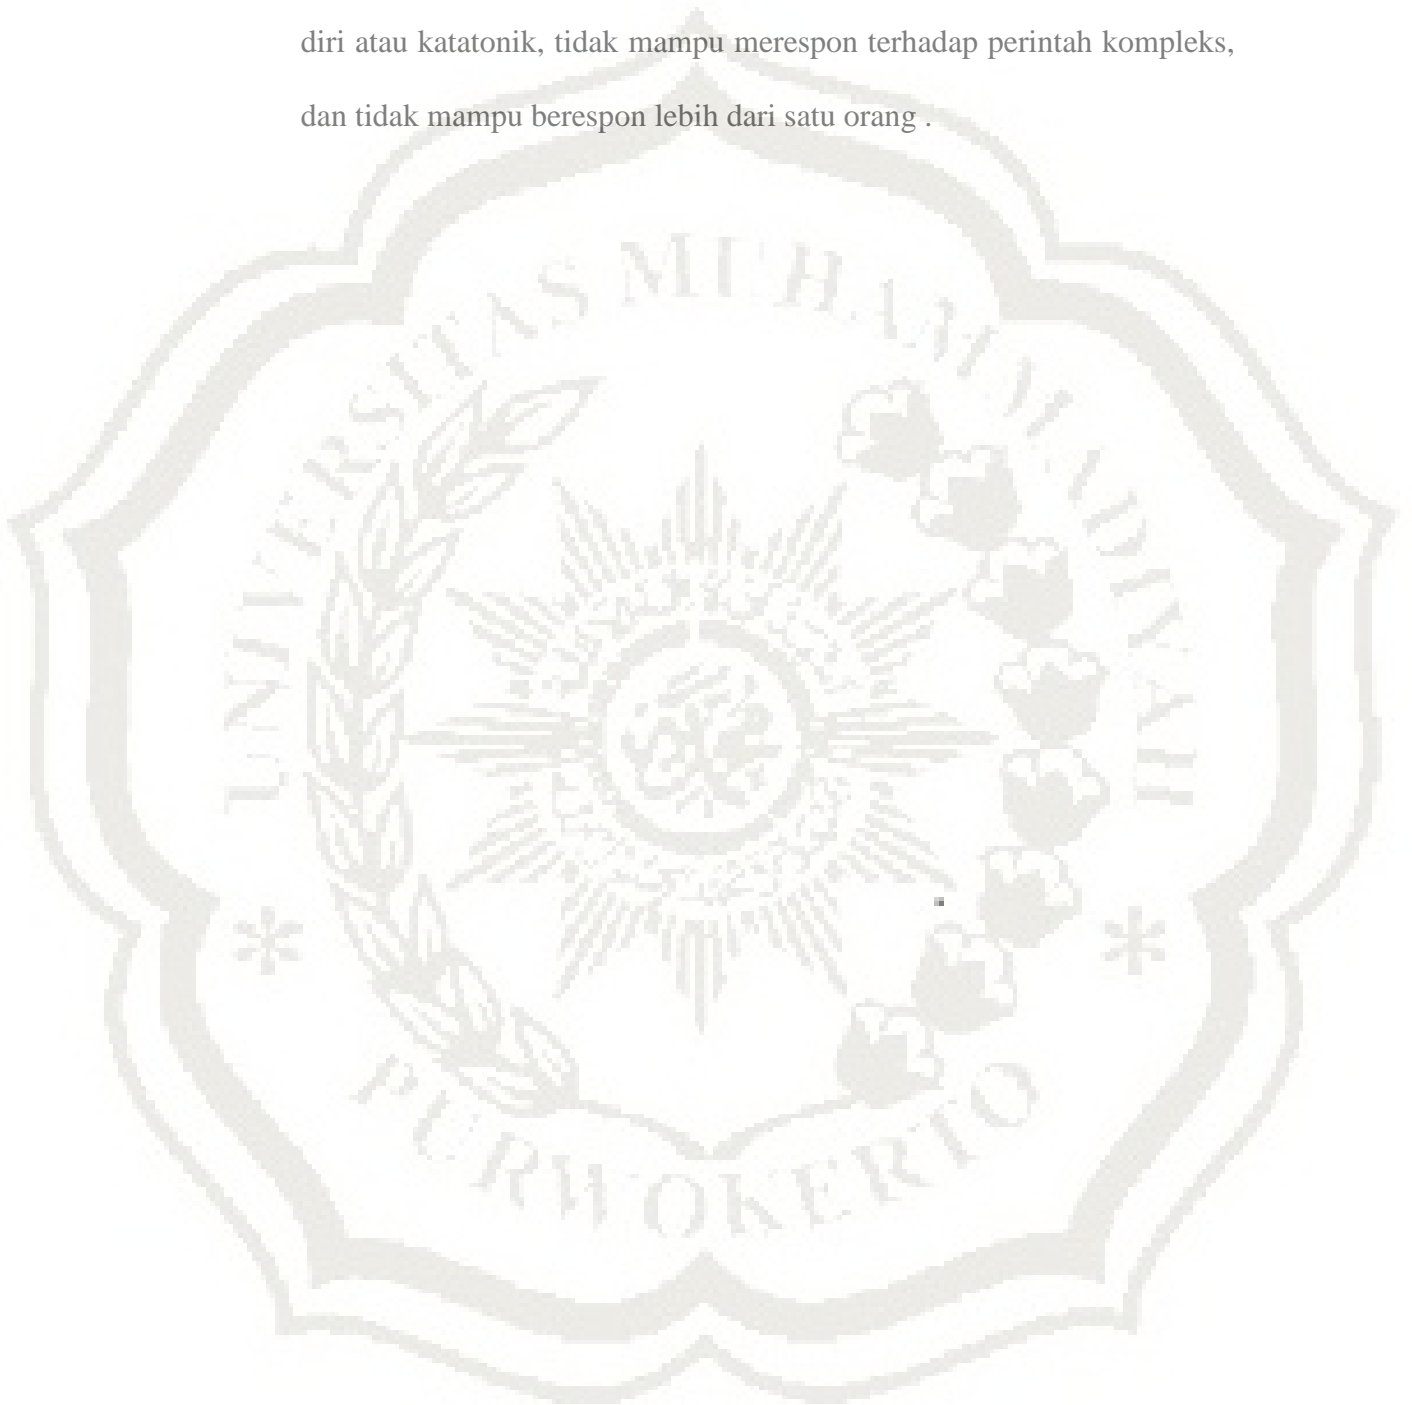 diri atau katatonik, tidak mampu merespon terhadap perintah kompleks,
dan tidak mampu berespon lebih dari satu orang .
UNIVERSITAS MUHAMMADIYAH
PURWOKERTO